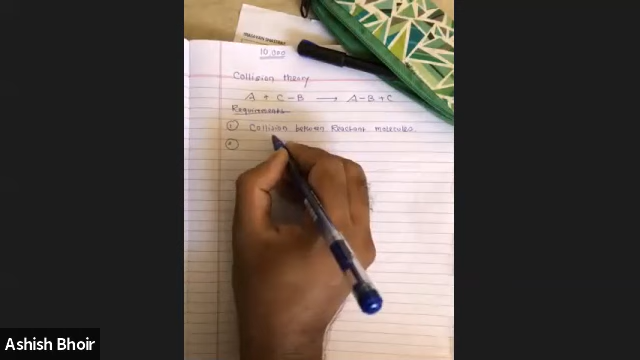 10,000
Collision theory
A + C – B ⟶ A – B + C
Requirements
① Collision between Reactant molecules.
②
Ashish Bhoir